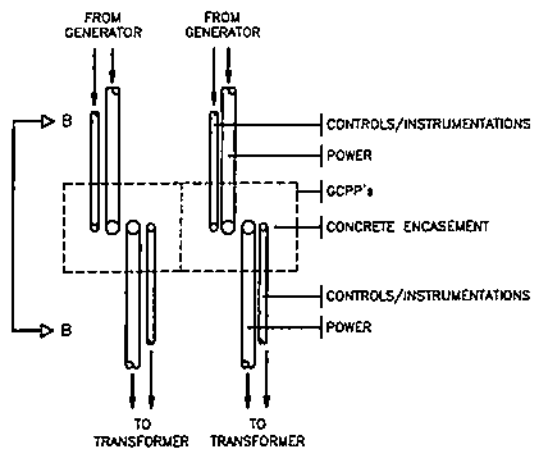 FROM
GENERATOR
FROM
GENERATOR
B
CONTROLS/INSTRUMENTATIONS
POWER
GCPP's
CONCRETE ENCASEMENT
CONTROLS/INSTRUMENTATIONS
B
POWER
TO
TRANSFORMER
TO
TRANSFORMER